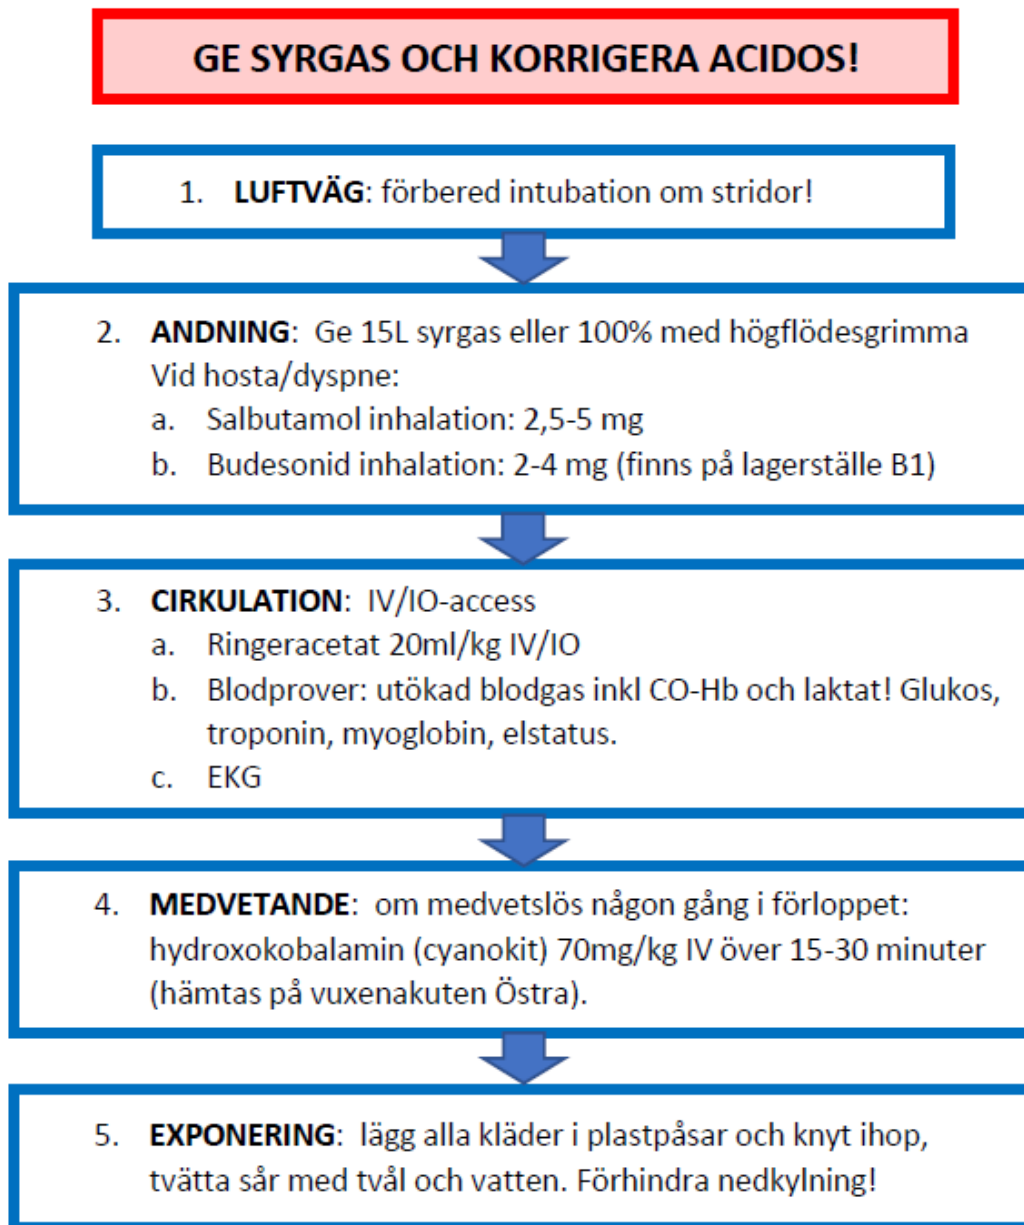 GE SYRGAS OCH KORRIGERA ACIDOS!
1. LUFTVÄG: förbered intubation om stridor!
2. ANDNING: Ge 15L syrgas eller 100% med högflödesgrimma
Vid hosta/dyspne:
a. Salbutamol inhalation: 2,5-5 mg
b. Budesonid inhalation: 2-4 mg (finns på lagerställe B1)
3. CIRKULATION: IV/IO-access
a. Ringeracetat 20ml/kg IV/IO
b. Blodprover: utökad blodgas inkl CO-Hb och laktat! Glukos,
troponin, myoglobin, elstatus.
c. EKG
4. MEDVETANDE: om medvetslös någon gång i förloppet:
hydroxokobalamin (cyanokit) 70mg/kg IV över 15-30 minuter
(hämtas på vuxenakuten Östra).
5. EXPONERING: lägg alla kläder i plastpåsar och knyt ihop,
tvätta sår med tvål och vatten. Förhindra nedkylning!